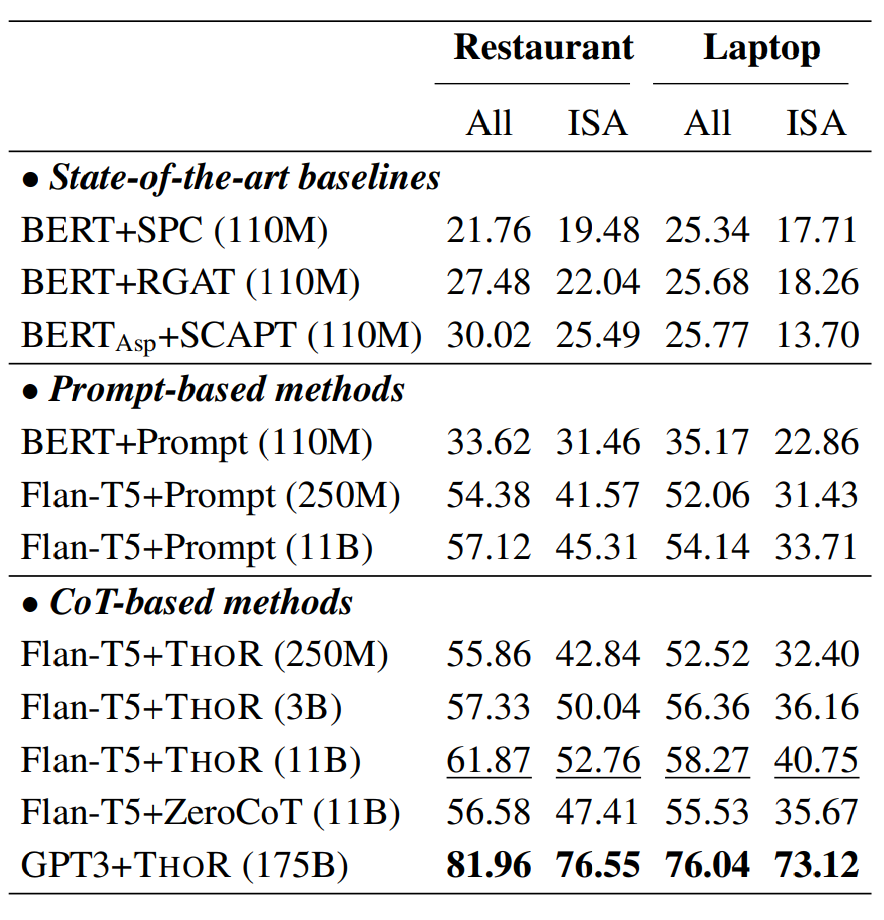 Restaurant Laptop
All ISA All ISA
• State-of-the-art baselines
BERT+SPC (110M) 21.76 19.48 25.34 17.71
BERT+RGAT (110M) 27.48 22.04 25.68 18.26
BERTAsp+SCAPT (110M) 30.02 25.49 25.77 13.70
• Prompt-based methods
BERT+Prompt (110M) 33.62 31.46 35.17 22.86
Flan-T5+Prompt (250M) 54.38 41.57 52.06 31.43
Flan-T5+Prompt (11B) 57.12 45.31 54.14 33.71
• CoT-based methods
Flan-T5+THOR (250M) 55.86 42.84 52.52 32.40
Flan-T5+THOR (3B) 57.33 50.04 56.36 36.16
Flan-T5+THOR (11B) 61.87 52.76 58.27 40.75
Flan-T5+ZeroCoT (11B) 56.58 47.41 55.53 35.67
GPT3+THOR (175B) 81.96 76.55 76.04 73.12